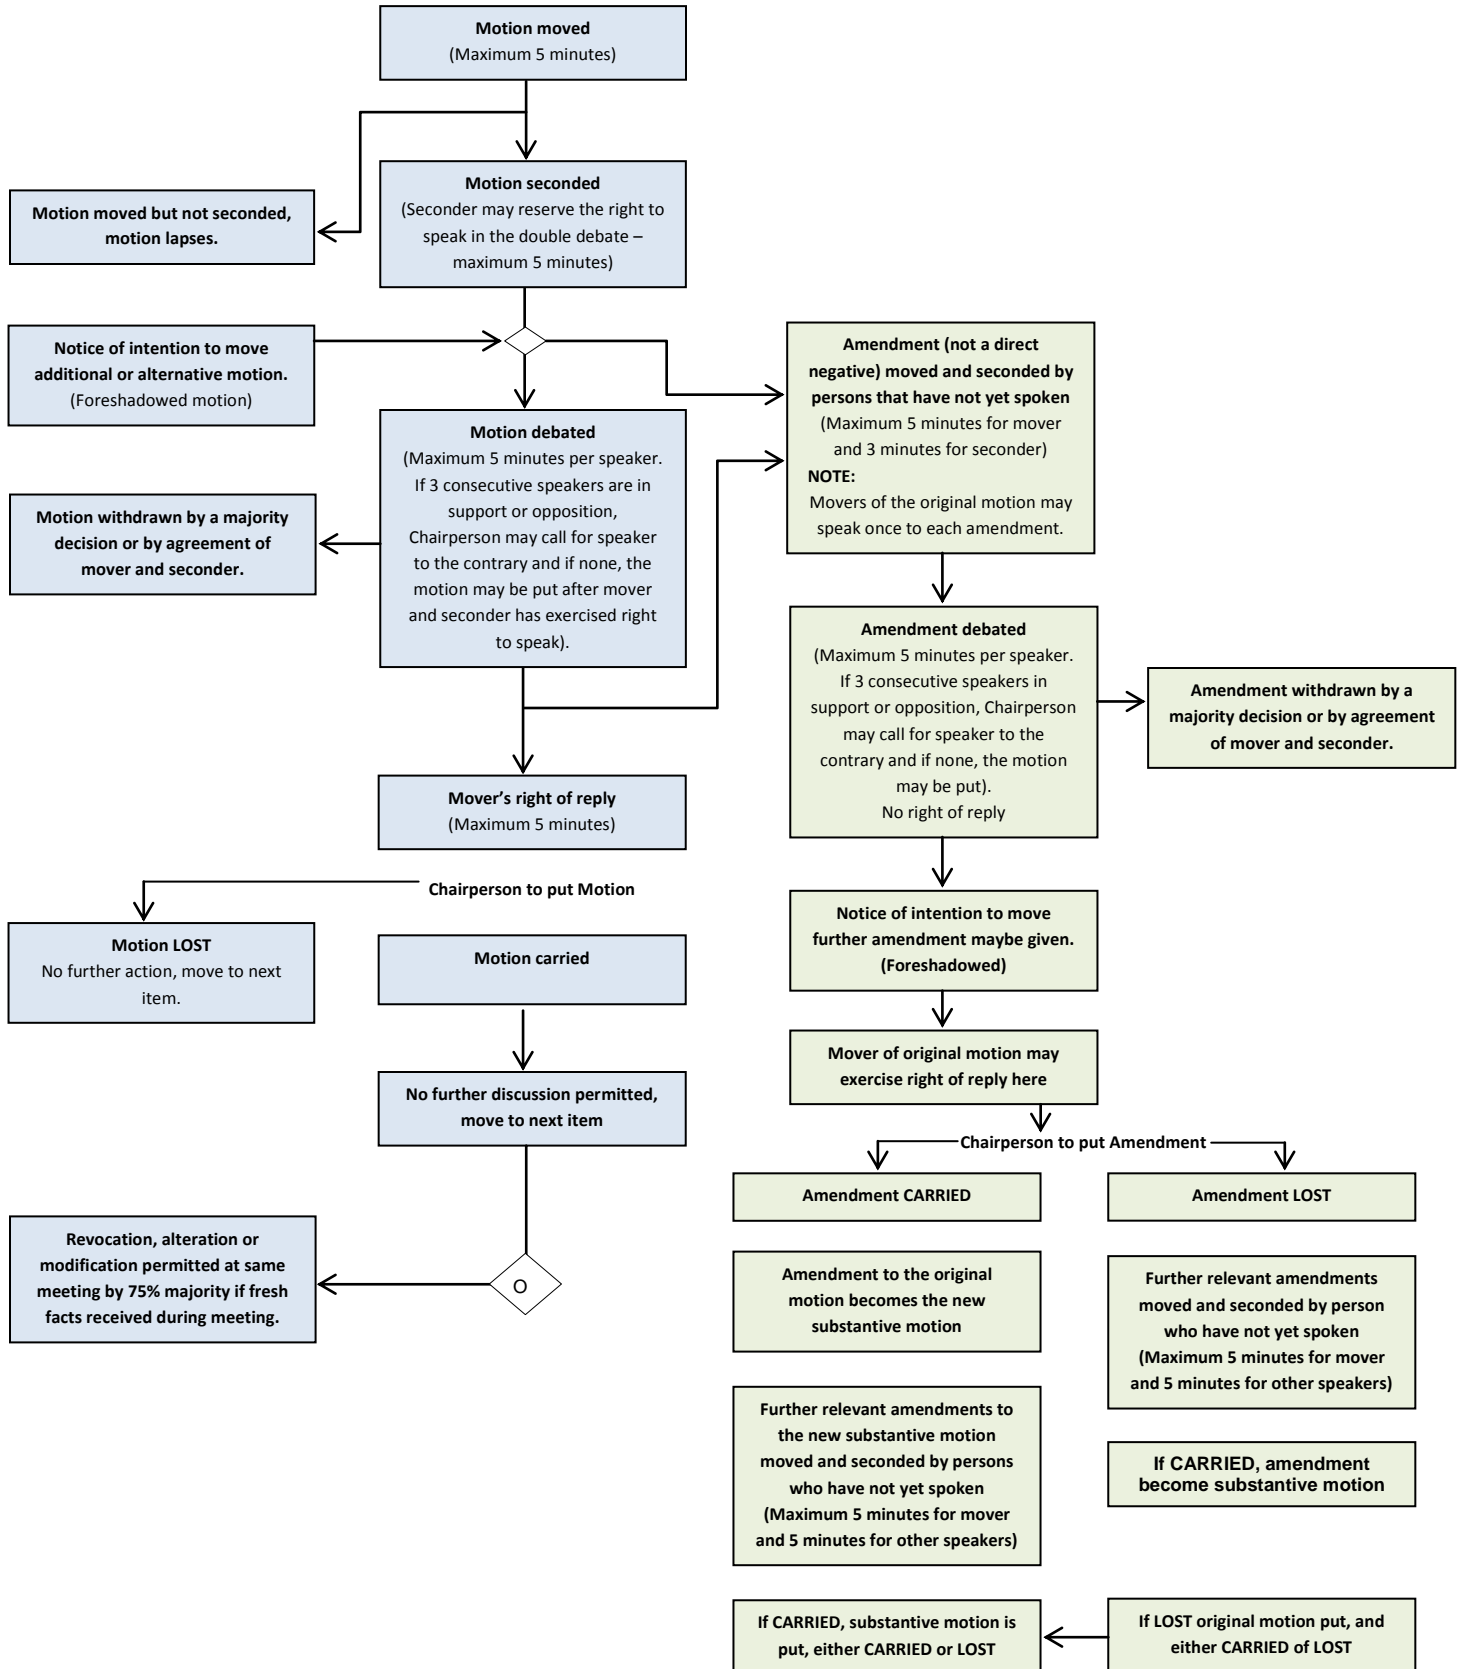 Motion moved
(Maximum 5 minutes)
Motion seconded
(Seconder may reserve the right to
speak in the double debate –
maximum 5 minutes)
Motion moved but not seconded,
motion lapses.
Notice of intention to move
additional or alternative motion.
(Foreshadowed motion)
Motion debated
(Maximum 5 minutes per speaker.
If 3 consecutive speakers are in
support or opposition,
Chairperson may call for speaker
to the contrary and if none, the
motion may be put after mover
and seconder has exercised right
to speak).
Motion withdrawn by a majority
decision or by agreement of
mover and seconder.
Mover’s right of reply
(Maximum 5 minutes)
Chairperson to put Motion
Motion LOST
No further action, move to next
item.
Motion carried
No further discussion permitted,
move to next item
O
Revocation, alteration or
modification permitted at same
meeting by 75% majority if fresh
facts received during meeting.
Amendment (not a direct
negative) moved and seconded by
persons that have not yet spoken
(Maximum 5 minutes for mover
and 3 minutes for seconder)
NOTE:
Movers of the original motion may
speak once to each amendment.
Amendment debated
(Maximum 5 minutes per speaker.
If 3 consecutive speakers in
support or opposition, Chairperson
may call for speaker to the
contrary and if none, the motion
may be put).
No right of reply
Amendment withdrawn by a
majority decision or by agreement
of mover and seconder.
Notice of intention to move
further amendment maybe given.
(Foreshadowed)
Mover of original motion may
exercise right of reply here
Chairperson to put Amendment
Amendment CARRIED
Amendment to the original
motion becomes the new
substantive motion
Further relevant amendments to
the new substantive motion
moved and seconded by persons
who have not yet spoken
(Maximum 5 minutes for mover
and 5 minutes for other speakers)
If CARRIED, substantive motion is
put, either CARRIED or LOST
Amendment LOST
Further relevant amendments
moved and seconded by person
who have not yet spoken
(Maximum 5 minutes for mover
and 5 minutes for other speakers)
If CARRIED, amendment
become substantive motion
If LOST original motion put, and
either CARRIED of LOST